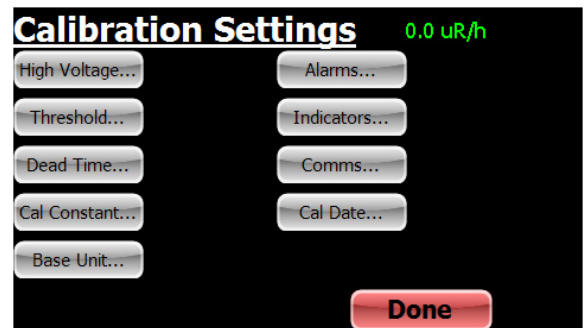 Calibration Settings 0.0 uR/h
High Voltage... Alarms...
Threshold... Indicators...
Dead Time... Comms...
Cal Constant... Cal Date...
Base Unit...
Done